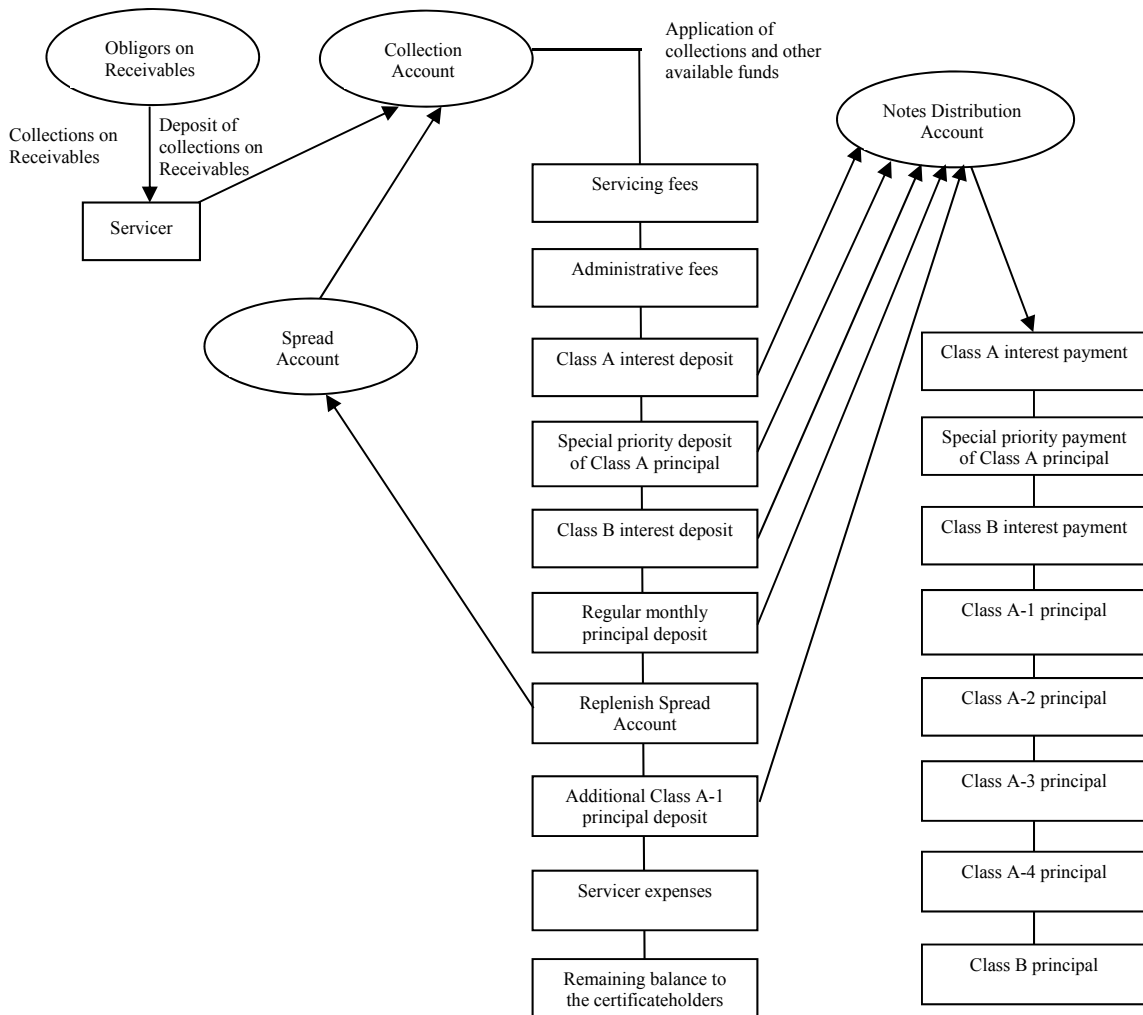 Obligors on
Receivables
Collection
Account
Application of
collections and other
available funds
Notes Distribution
Account
Collections on
Receivables
Deposit of
collections on
Receivables
Servicer
Spread
Account
Servicing fees
Administrative fees
Class A interest deposit
Special priority deposit
of Class A principal
Class B interest deposit
Regular monthly
principal deposit
Replenish Spread
Account
Additional Class A-1
principal deposit
Servicer expenses
Remaining balance to
the certificateholders
Class A interest payment
Special priority payment
of Class A principal
Class B interest payment
Class A-1 principal
Class A-2 principal
Class A-3 principal
Class A-4 principal
Class B principal